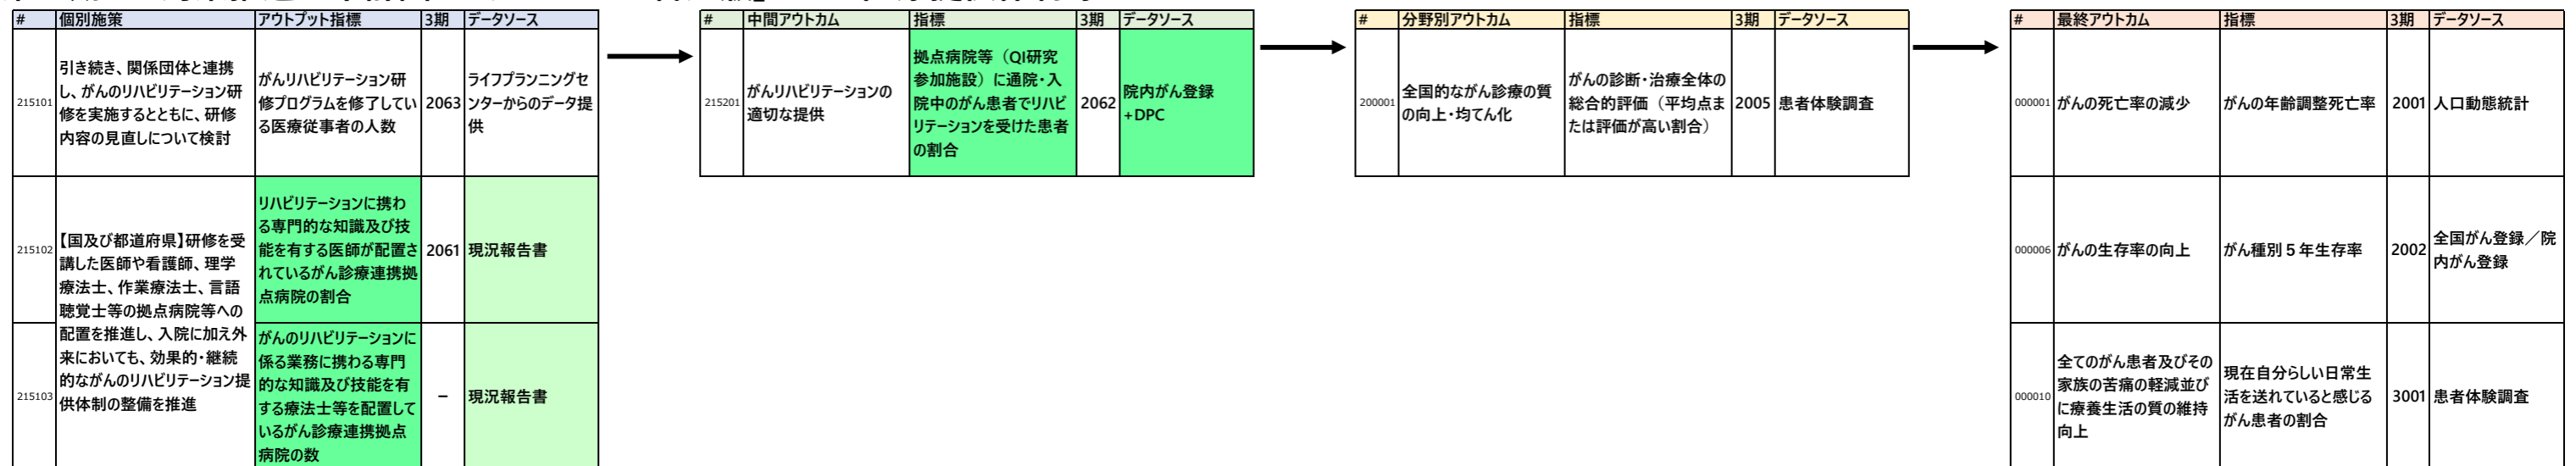 # 個別施策 アウトプット指標 3期 データソース
215101
引き続き、関係団体と連携
し、がんのリハビリテーション研
修を実施するとともに、研修
内容の見直しについて検討
がんリハビリテーション研
修プログラムを修了してい
る医療従事者の人数
2063
ライフプランニングセ
ンターからのデータ提
供
215102
【国及び都道府県】研修を受
講した医師や看護師、理学
療法士、作業療法士、言語
聴覚士等の拠点病院等への
配置を推進し、入院に加え外
来においても、効果的・継続
的ながんのリハビリテーション提
供体制の整備を推進
リハビリテーションに携わ
る専門的な知識及び技
能を有する医師が配置さ
れているがん診療連携拠
点病院の割合
2061
現況報告書
215103
がんのリハビリテーションに
係る業務に携わる専門
的な知識及び技能を有
する療法士等を配置して
いるがん診療連携拠点
病院の数
−
現況報告書
# 中間アウトカム 指標 3期 データソース
215201
がんリハビリテーションの
適切な提供
拠点病院等（QI研究
参加施設）に通院・入
院中のがん患者でリハビ
リテーションを受けた患者
の割合
2062
院内がん登録
+DPC
# 分野別アウトカム 指標 3期 データソース
200001
全国的ながん診療の質
の向上・均てん化
がんの診断・治療全体の
総合的評価（平均点ま
たは評価が高い割合）
2005
患者体験調査
# 最終アウトカム 指標 3期 データソース
000001
がんの死亡率の減少
がんの年齢調整死亡率
2001
人口動態統計
000006
がんの生存率の向上
がん種別５年生存率
2002
全国がん登録／院
内がん登録
000010
全てのがん患者及びその
家族の苦痛の軽減並び
に療養生活の質の維持
向上
現在自分らしい日常生
活を送れていると感じる
がん患者の割合
3001
患者体験調査